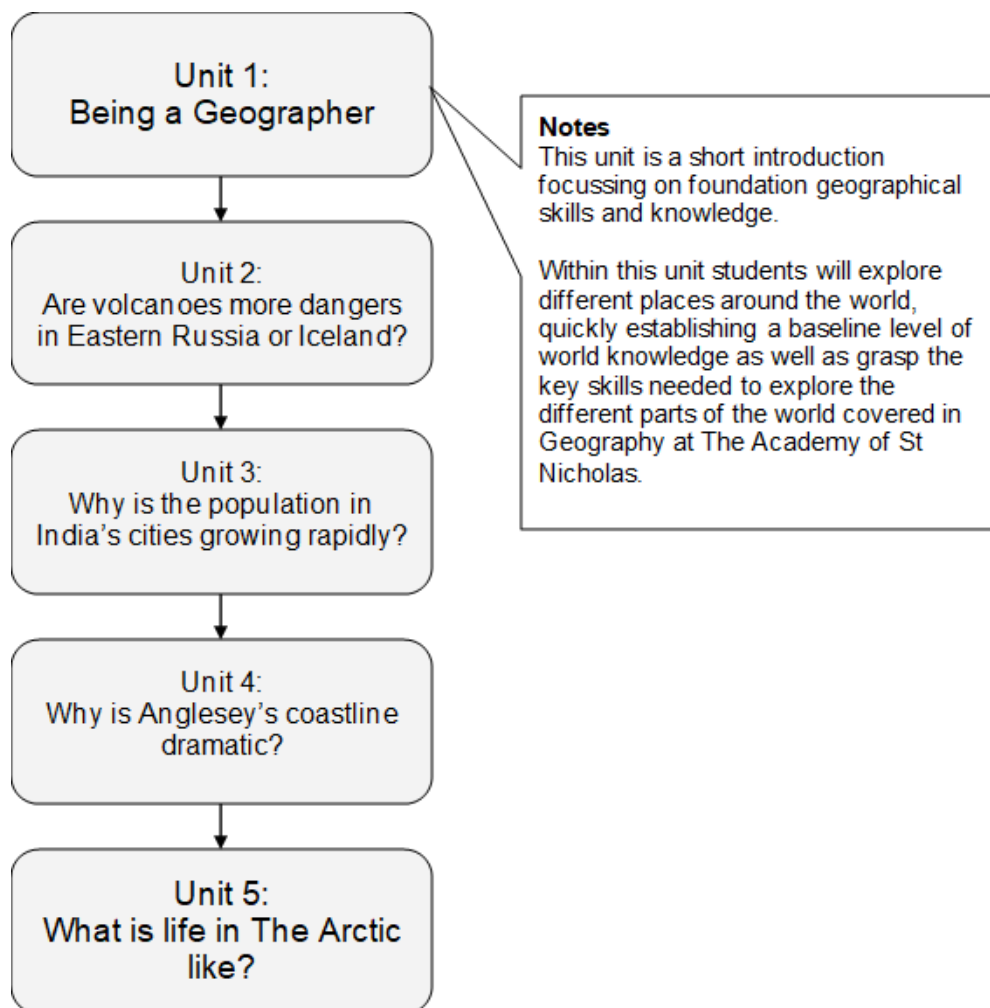 Unit 1:
Being a Geographer
Notes
This unit is a short introduction
focussing on foundation geographical
skills and knowledge.
Within this unit students will explore
different places around the world,
quickly establishing a baseline level of
world knowledge as well as grasp the
key skills needed to explore the
different parts of the world covered in
Geography at The Academy of St
Nicholas.
Unit 2:
Are volcanoes more dangers
in Eastern Russia or Iceland?
Unit 3:
Why is the population in
India’s cities growing rapidly?
Unit 4:
Why is Anglesey’s coastline
dramatic?
Unit 5:
What is life in The Arctic
like?